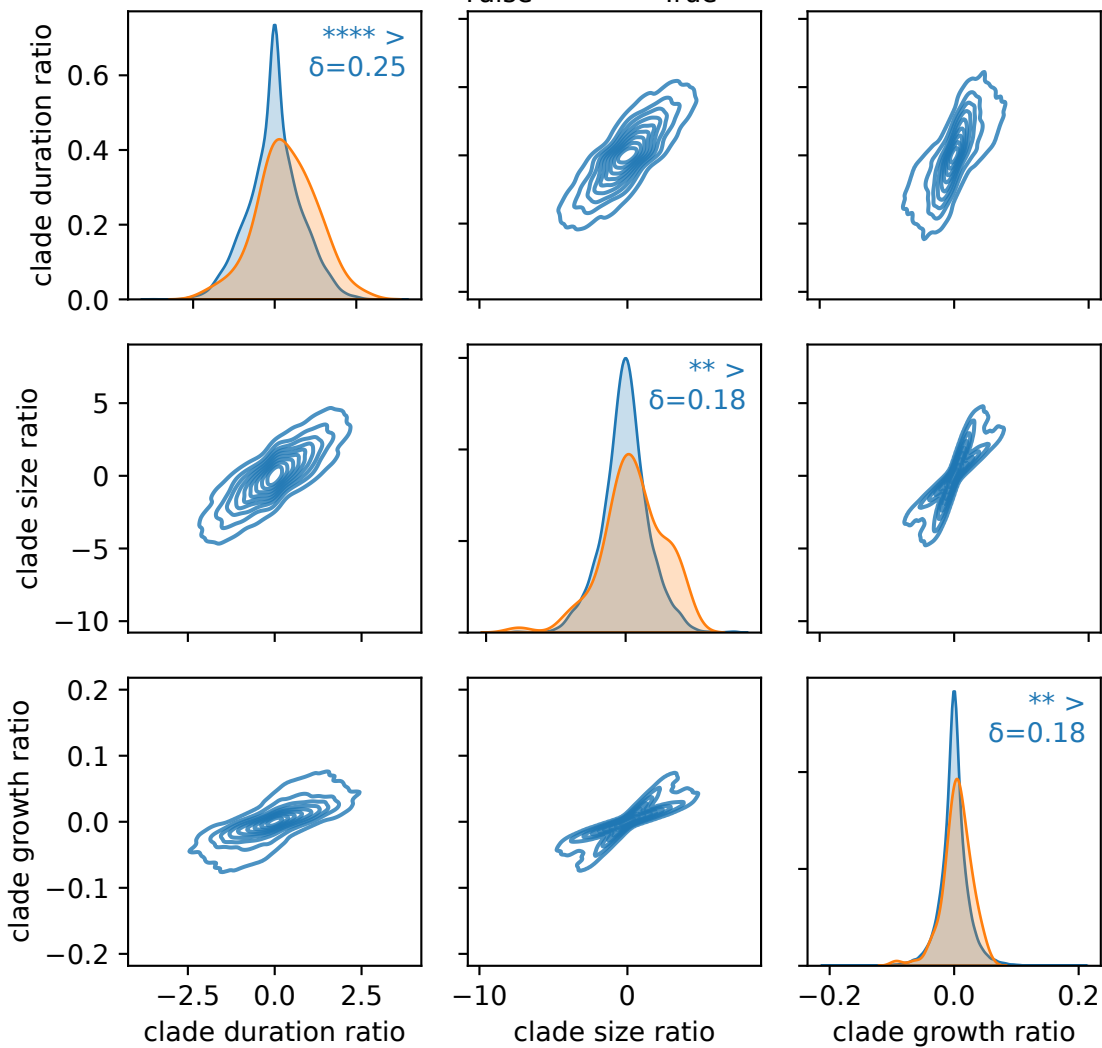 False True
clade duration ratio
0.6
0.4
0.2
0.0
**** >
δ=0.25
clade size ratio
5
0
−5
−10
** >
δ=0.18
clade growth ratio
0.2
0.1
0.0
−0.1
−0.2
** >
δ=0.18
−2.5 0.0 2.5
−10 0
−0.2 0.0 0.2
clade duration ratio
clade size ratio
clade growth ratio